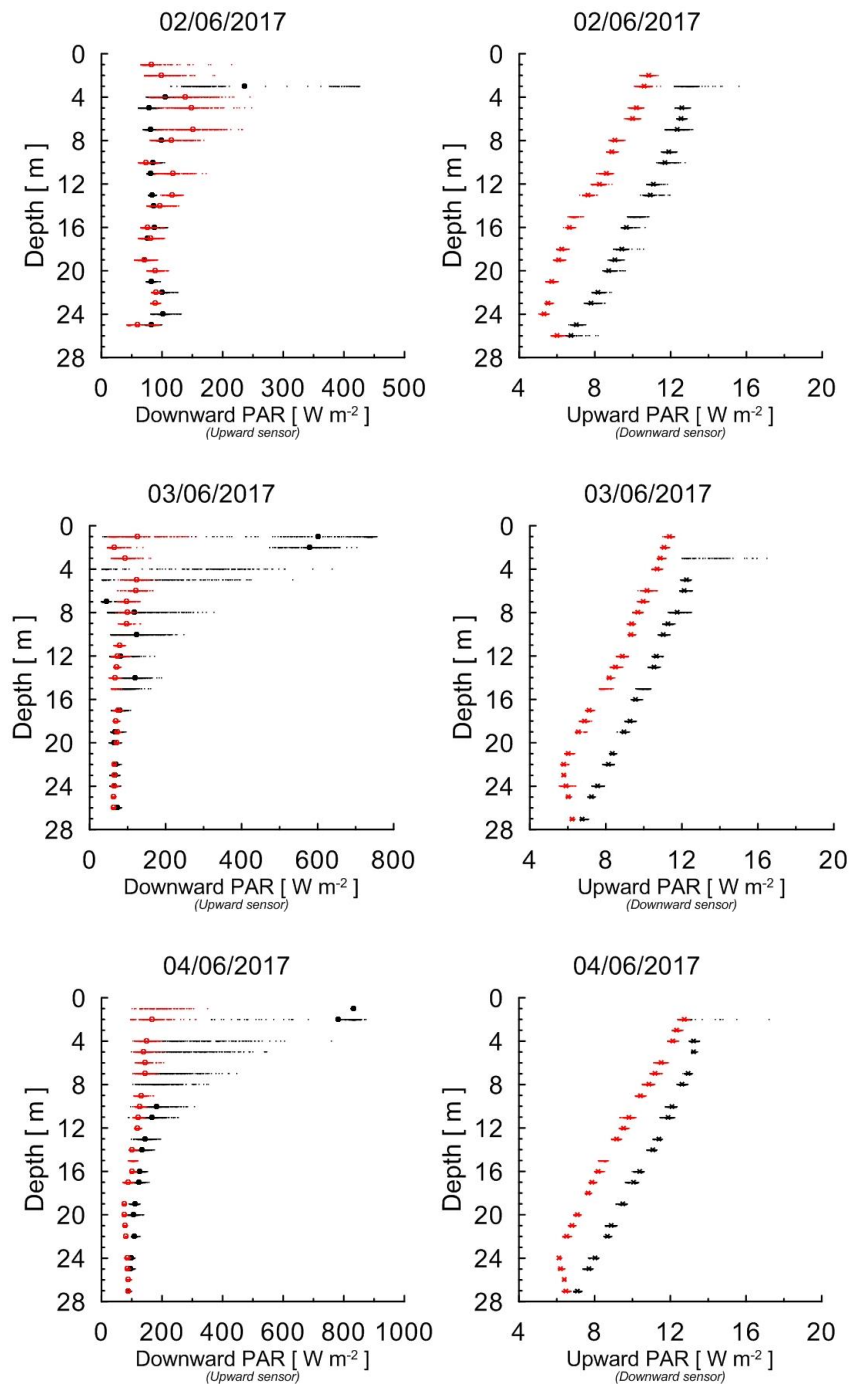 02/06/2017
0
4
8
12
16
20
24
28
Depth [ m ]
0 100 200 300 400 500
Downward PAR [ W m-2 ]
(Upward sensor)
02/06/2017
0
4
8
12
16
20
24
28
Depth [ m ]
4 8 12 16 20
Upward PAR [ W m-2 ]
(Downward sensor)
03/06/2017
0
4
8
12
16
20
24
28
Depth [ m ]
0 200 400 600 800
Downward PAR [ W m-2 ]
(Upward sensor)
03/06/2017
0
4
8
12
16
20
24
28
Depth [ m ]
4 8 12 16 20
Upward PAR [ W m-2 ]
(Downward sensor)
04/06/2017
0
4
8
12
16
20
24
28
Depth [ m ]
0 200 400 600 800 1000
Downward PAR [ W m-2 ]
(Upward sensor)
04/06/2017
0
4
8
12
16
20
24
28
Depth [ m ]
4 8 12 16 20
Upward PAR [ W m-2 ]
(Downward sensor)